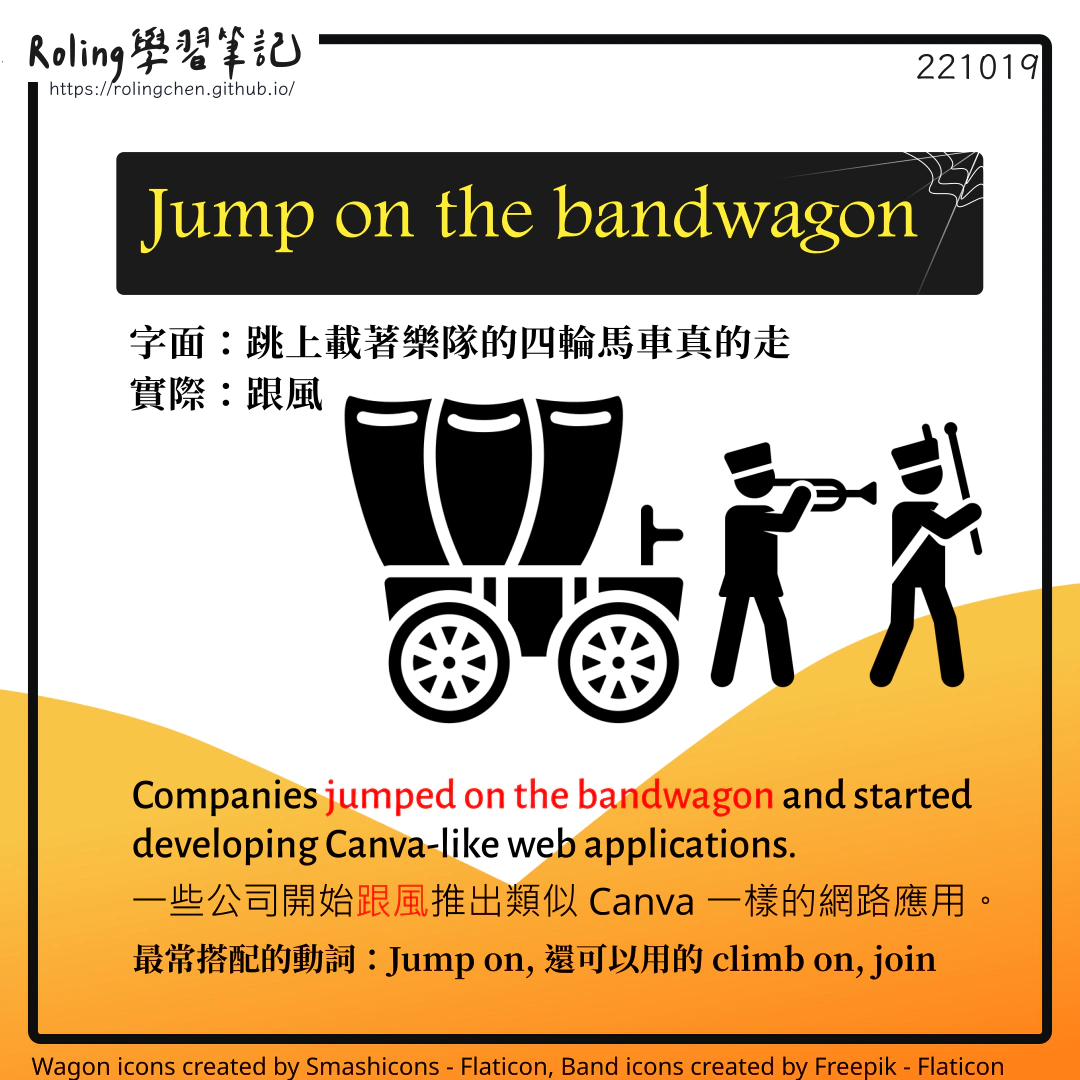 Roling學習筆記
https://rolingchen.github.io/
221019
Jump on the bandwagon
字面：跳上載著樂隊的四輪馬車真的走
實際：跟風
Companies jumped on the bandwagon and started
developing Canva-like web applications.
一些公司開始跟風推出類似 Canva 一樣的網路應用。
最常搭配的動詞：Jump on, 還可以用的 climb on, join
Wagon icons created by Smashicons - Flaticon, Band icons created by Freepik - Flaticon